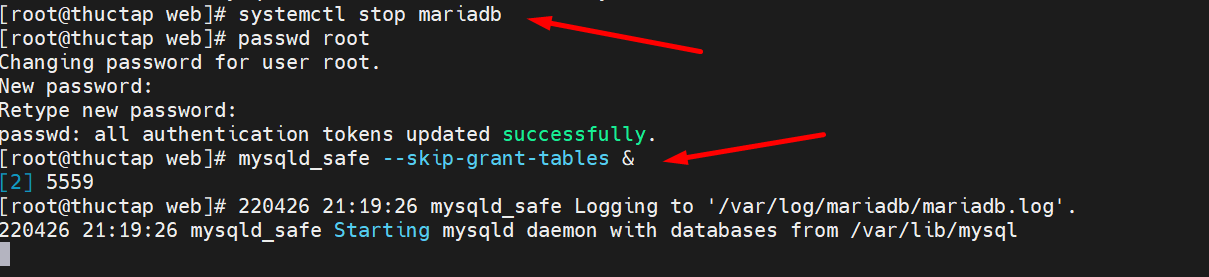 [root@thuctap web]# systemctl stop mariadb
[root@thuctap web]# passwd root
Changing password for user root.
New password:
Retype new password:
passwd: all authentication tokens updated successfully.
[root@thuctap web]# mysqld_safe --skip-grant-tables &
[2] 5559
[root@thuctap web]# 220426 21:19:26 mysqld_safe Logging to '/var/log/mariadb/mariadb.log'.
220426 21:19:26 mysqld_safe Starting mysqld daemon with databases from /var/lib/mysql